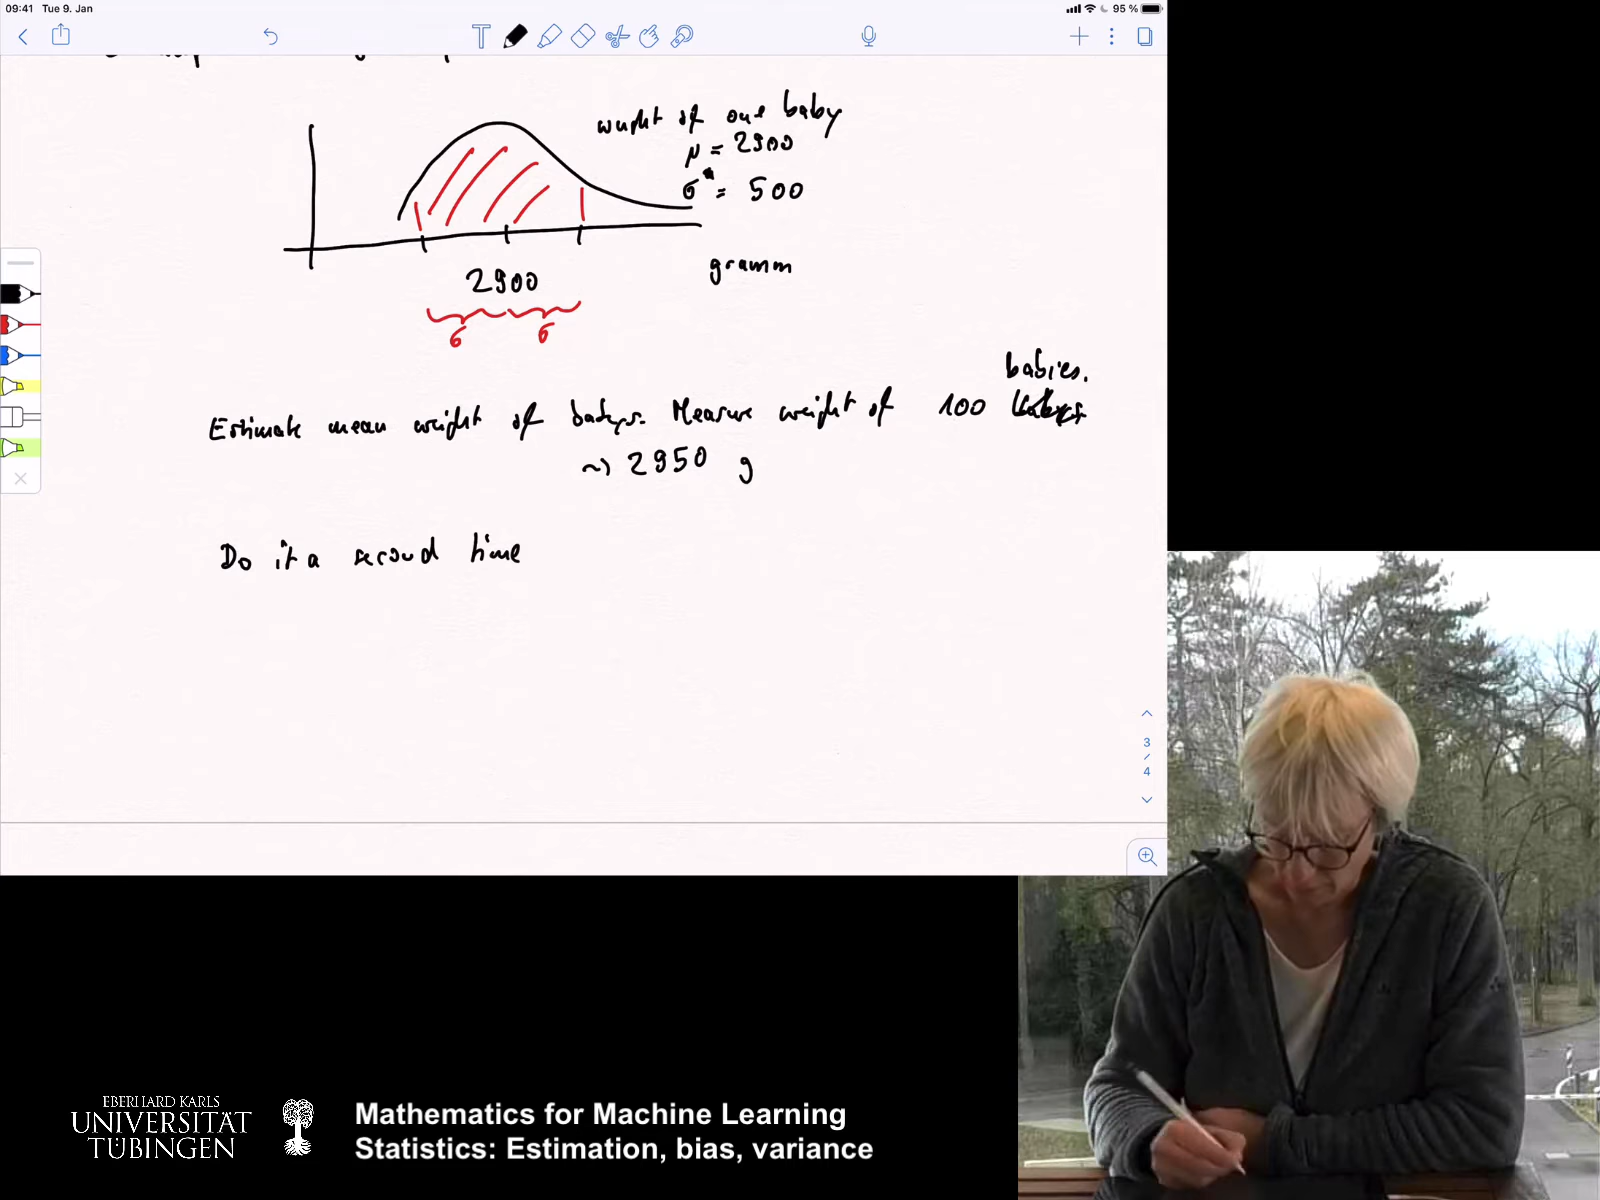 09:41 Tue 9. Jan
95 %
weight of one baby
μ = 2900
σ = 500
2900
gramm
σ σ
babies.
Estimate mean weight of babys. Measure weight of 100
~) 2950 g
Do it a second time
3
/
4
EBERHARD KARLS
UNIVERSITÄT
TÜBINGEN
Mathematics for Machine Learning
Statistics: Estimation, bias, variance